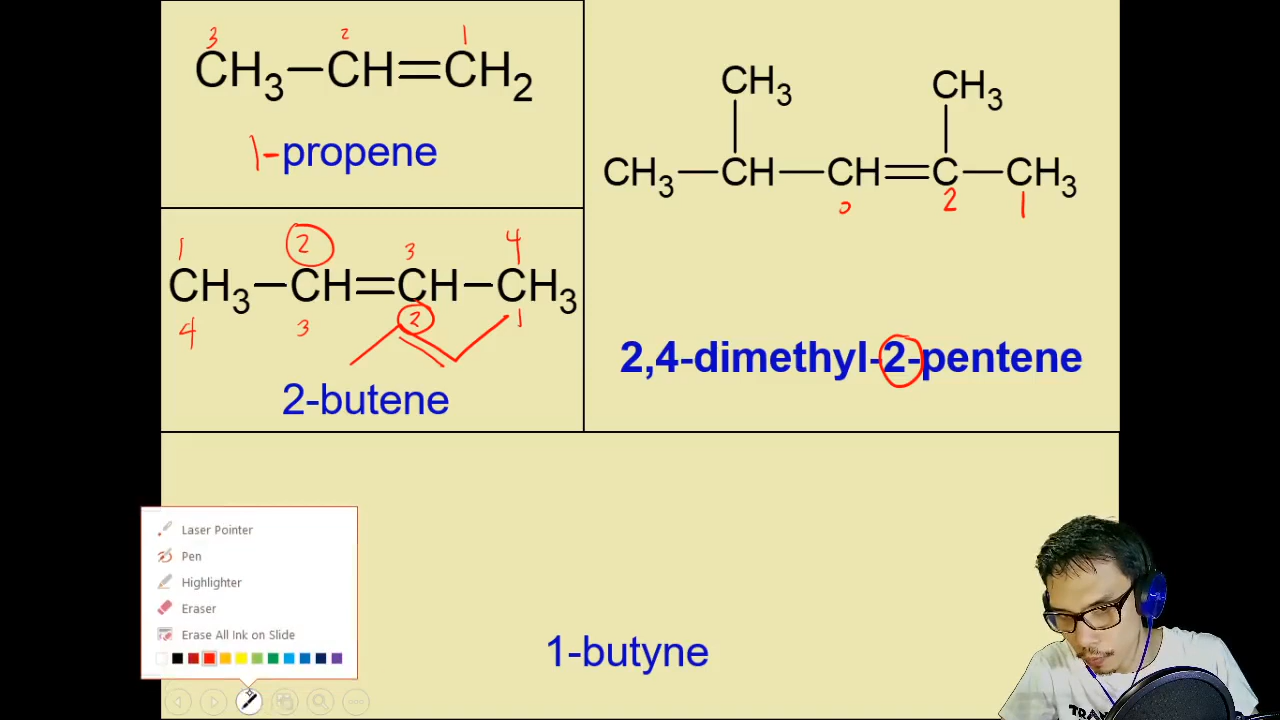 3 2 1
CH3—CH=CH2
1-propene
1 2 3 4
CH3—CH=CH—CH3
4 3 2 1
2-butene
CH3 CH3
CH3—CH—CH=C—CH3
2 1
2,4-dimethyl-2-pentene
1-butyne
Laser Pointer
Pen
Highlighter
Eraser
Erase All Ink on Slide